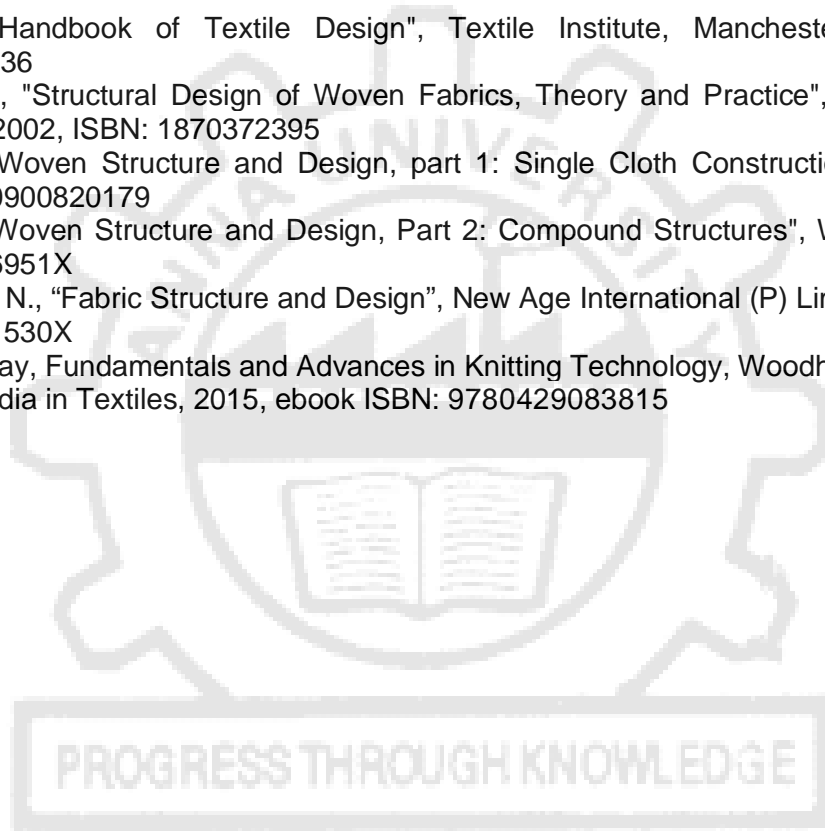 Handbook of Textile Design", Textile Institute, Mancheste
36
, "Structural Design of Woven Fabrics, Theory and Practice",
2002, ISBN: 1870372395
Woven Structure and Design, part 1: Single Cloth Constructi
0900820179
Woven Structure and Design, Part 2: Compound Structures",
6951X
N., “Fabric Structure and Design”, New Age International (P)
530X
ay, Fundamentals and Advances in Knitting Technology, Woodh
dia in Textiles, 2015, ebook ISBN: 9780429083815
UNIVERSITY
PROGRESS THROUGH KNOWLEDGE